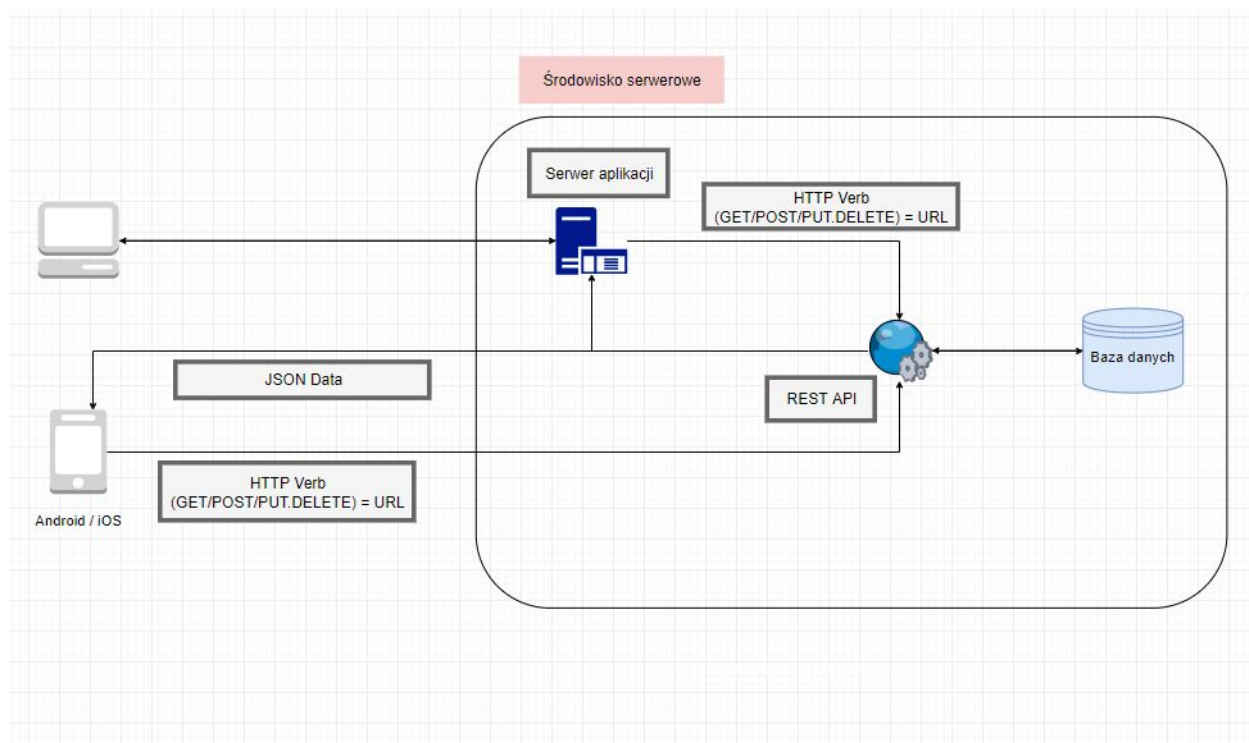 Środowisko serwerowe
Serwer aplikacji
HTTP Verb
(GET/POST/PUT.DELETE) = URL
Baza danych
JSON Data
REST API
HTTP Verb
(GET/POST/PUT.DELETE) = URL
Android / iOS